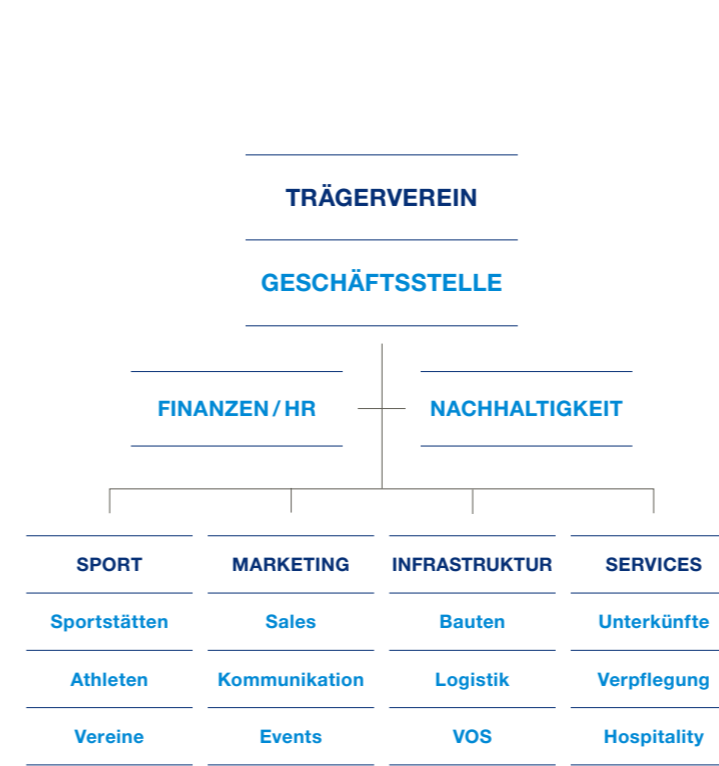 TRÄGERVEREIN
GESCHÄFTSSTELLE
FINANZEN / HR
NACHHALTIGKEIT
SPORT
MARKETING
INFRASTRUKTUR
SERVICES
Sportstätten
Sales
Bauten
Unterkünfte
Athleten
Kommunikation
Logistik
Verpflegung
Vereine
Events
VOS
Hospitality